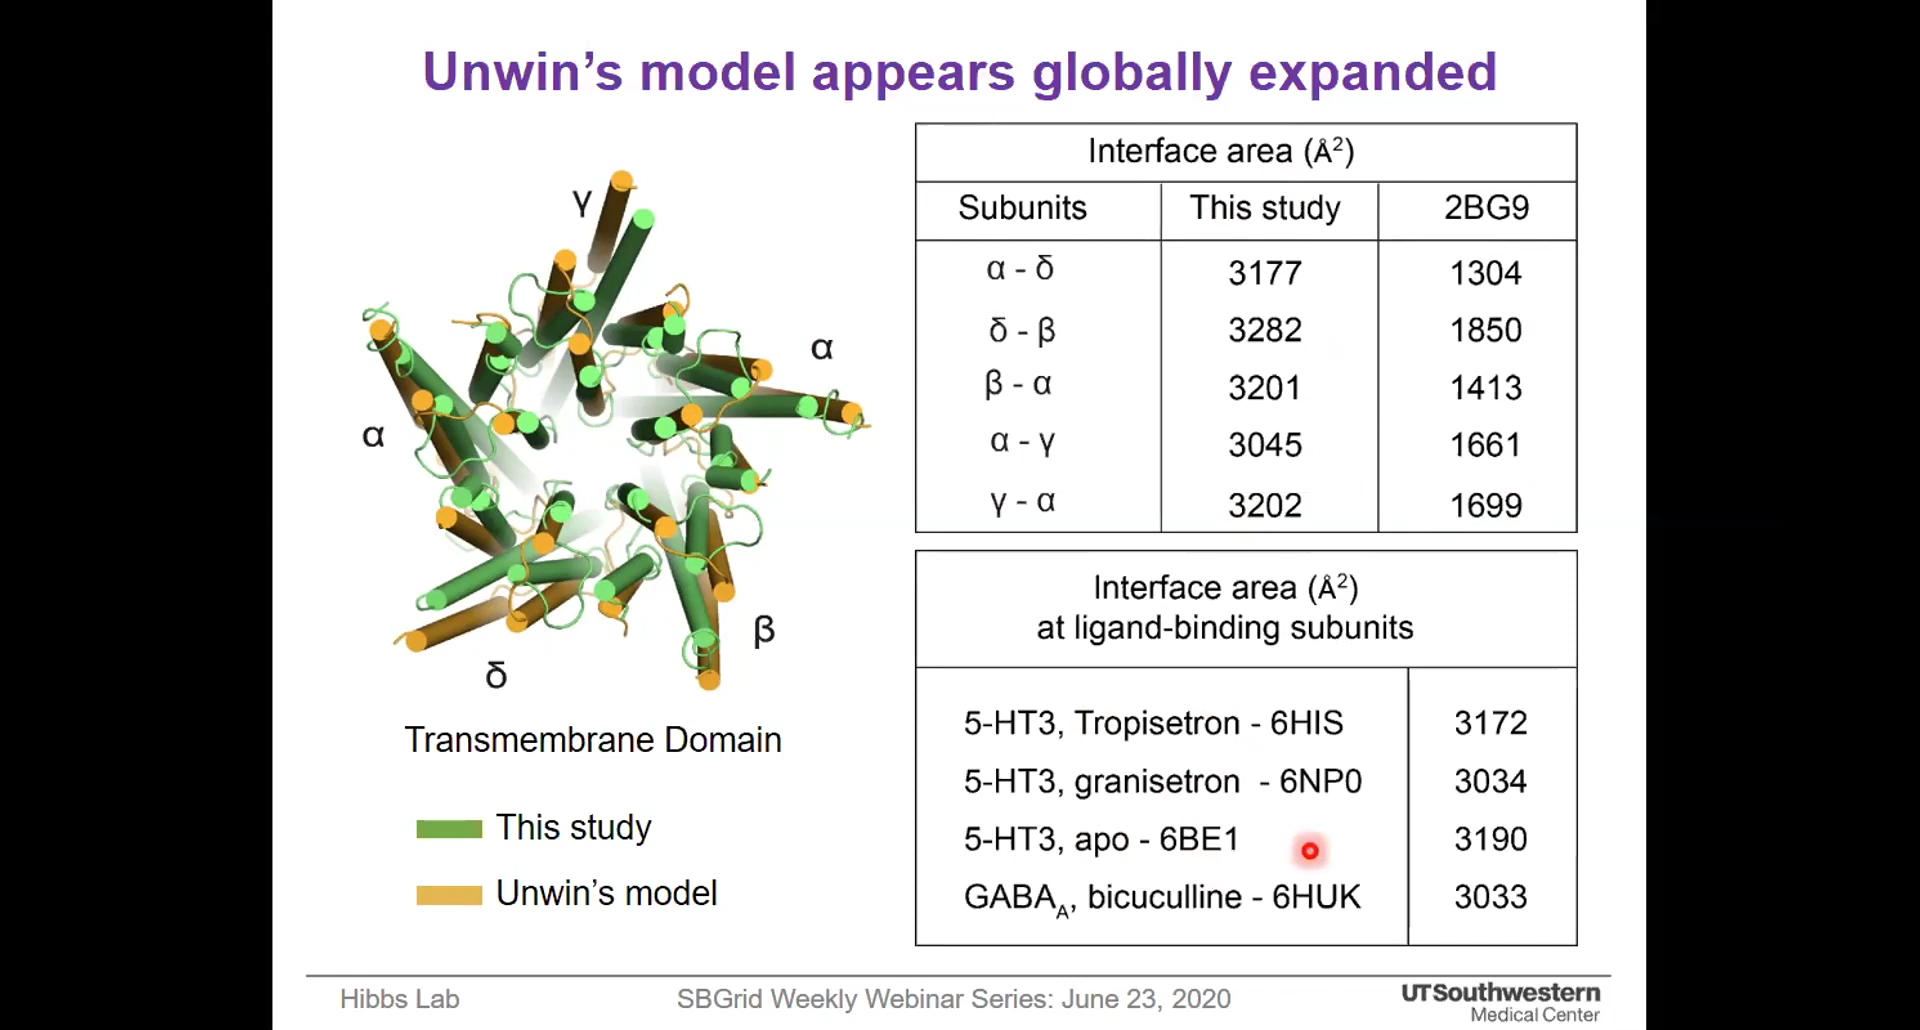 Unwin’s model appears globally expanded
γ
α
α
β
δ
Transmembrane Domain
This study
Unwin’s model
Interface area (Å²)
Subunits This study 2BG9
α - δ 3177 1304
δ - β 3282 1850
β - α 3201 1413
α - γ 3045 1661
γ - α 3202 1699
Interface area (Å²)
at ligand-binding subunits
5-HT3, Tropisetron - 6HIS 3172
5-HT3, granisetron - 6NP0 3034
5-HT3, apo - 6BE1 3190
GABAA, bicuculline - 6HUK 3033
Hibbs Lab
SBGrid Weekly Webinar Series: June 23, 2020
UTSouthwestern
Medical Center